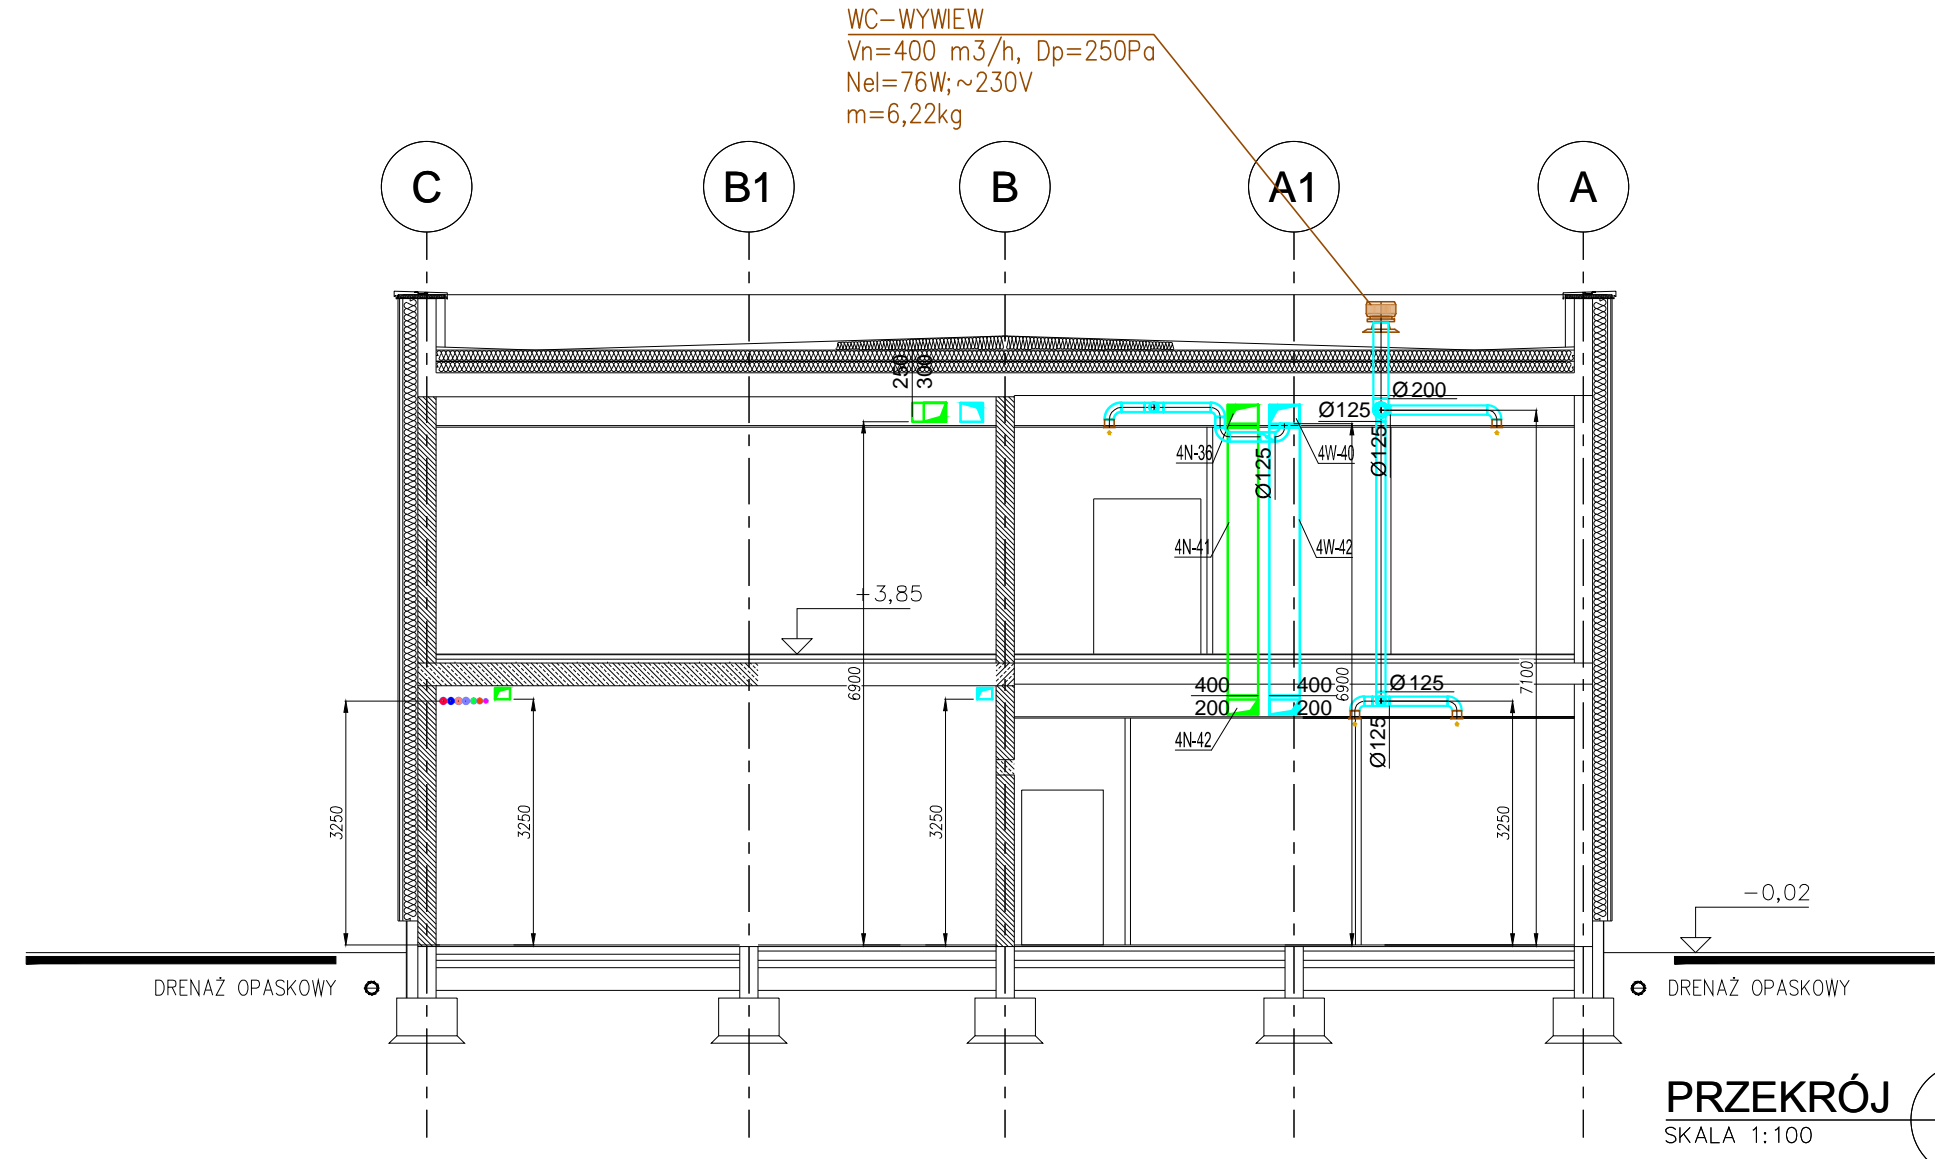 WC-WYWIEW
Vn=400 m3/h, Dp=250Pa
Nel=76W;~230V
m=6,22kg
C
B1
B
A1
A
250
300
Ø200
Ø125
Ø125
Ø125
4N-36
4W-40
4N-41
4W-42
+3,85
6900
6900
7100
400
400
200
200
Ø125
Ø125
4N-42
3250
3250
3250
3250
-0,02
DRENAŻ OPASKOWY
DRENAŻ OPASKOWY
PRZEKRÓJ
SKALA 1:100